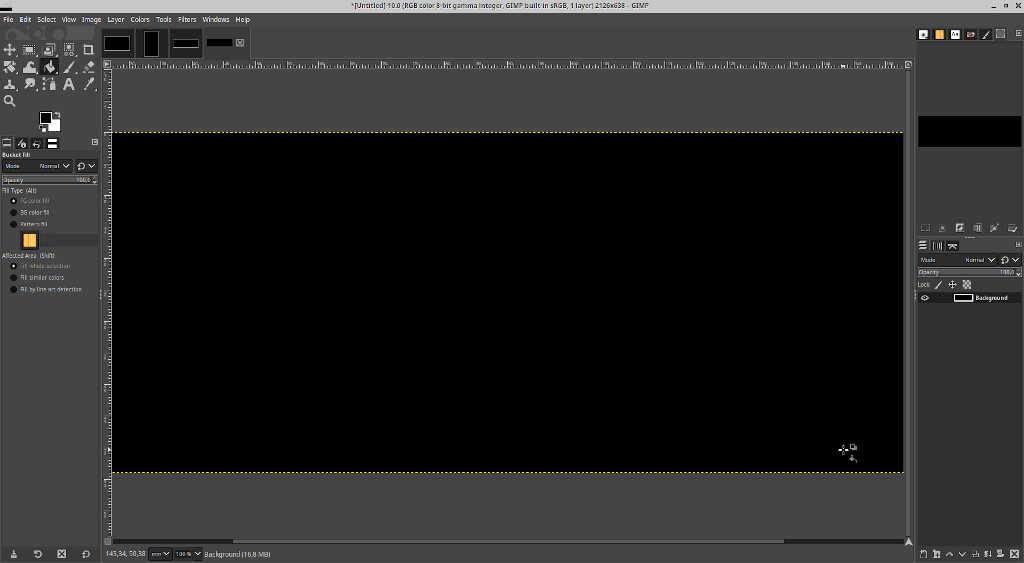 *[Untitled]-10.0 (RGB color 8-bit gamma integer, GIMP built in sRGB, 1 layer) 2126x638 – GIMP
File Edit Select View Image Layer Colors Tools Filters Windows Help
Bucket Fill
Mode Normal
Opacity 100,0
Fill Type (Alt)
FG color fill
BG color fill
Pattern fill
Affected Area (Shift)
Fill whole selection
Fill similar colors
Fill by line art detection
Aa
Mode Normal
Opacity 100,0
Lock
Background
143,34, 50,38 mm 100 % Background (16,8 MB)